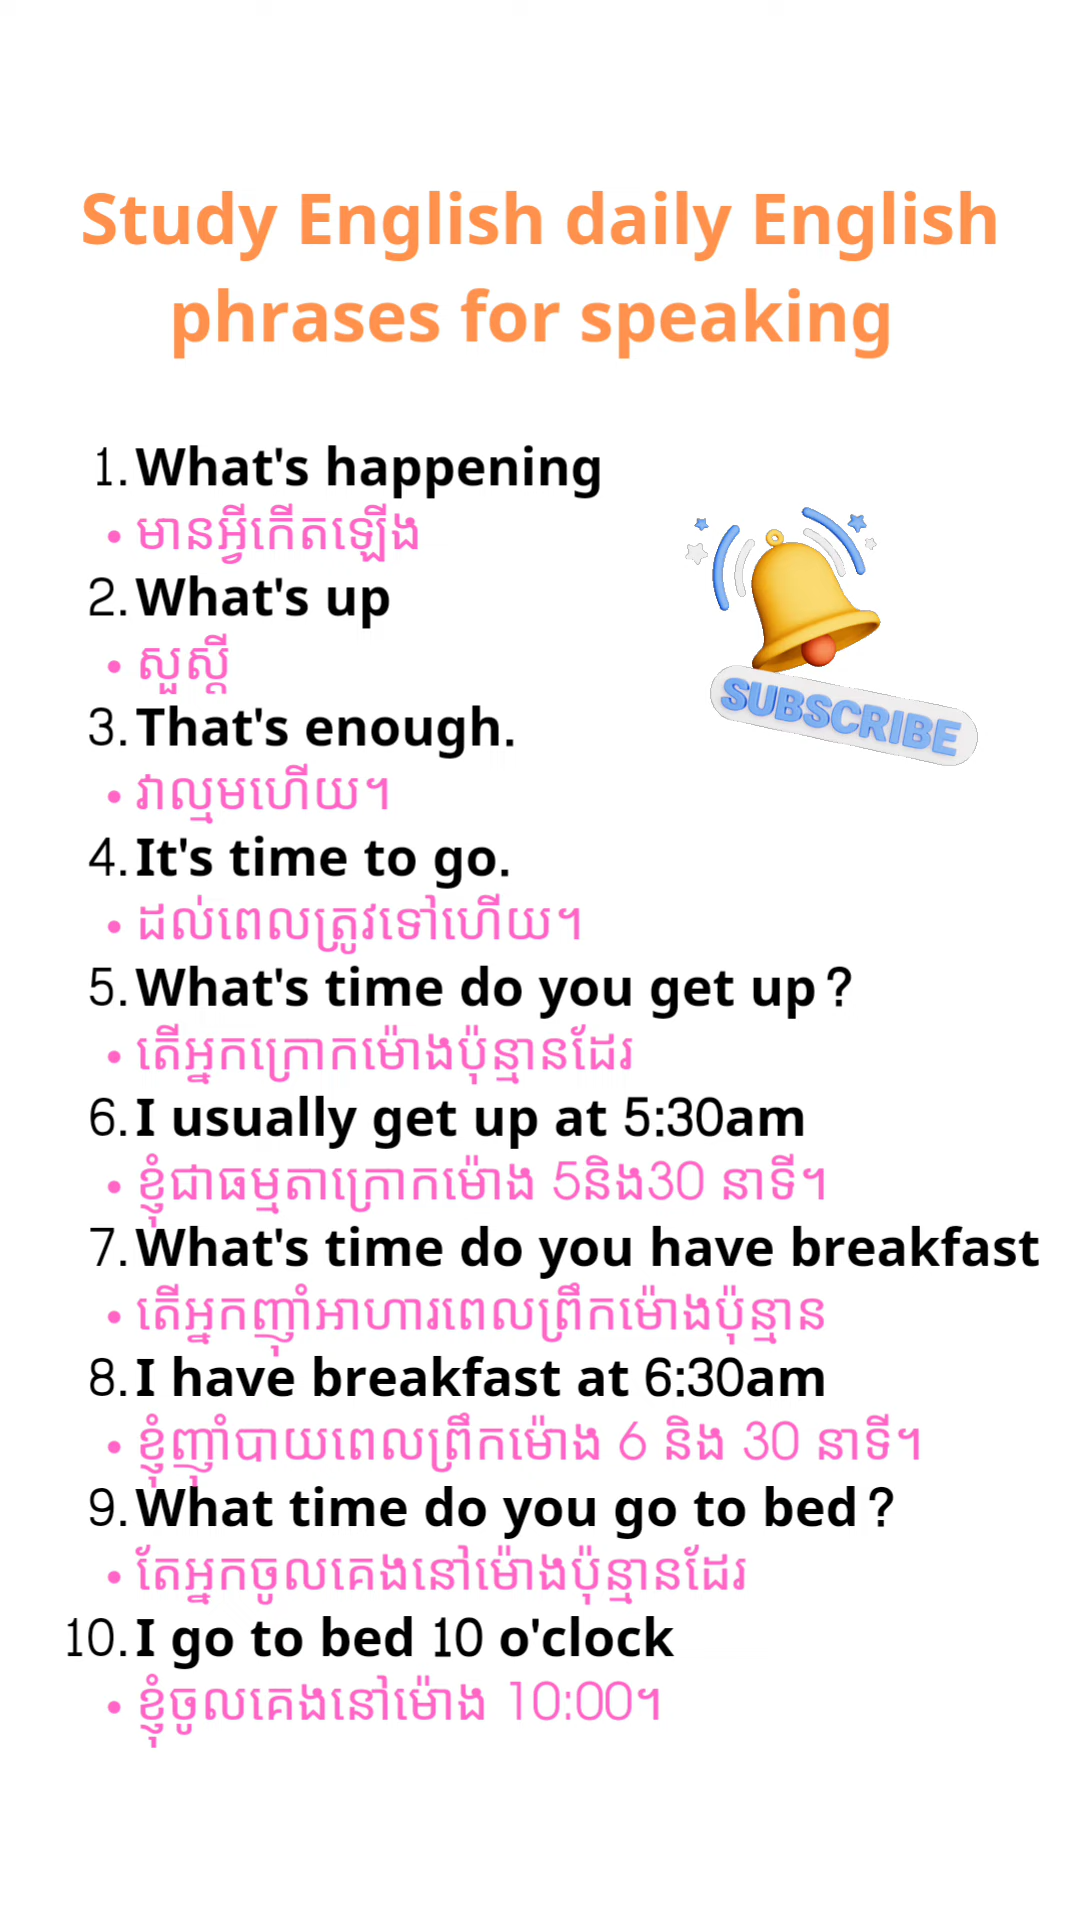 Study English daily English
phrases for speaking
1. What's happening
• មានអ្វីកើតឡើង
2. What's up
• សួស្តី
3. That's enough.
• វាល្មមហើយ។
4. It's time to go.
• ដល់ពេលត្រូវទៅហើយ។
5. What's time do you get up?
• តើអ្នកក្រោកម៉ោងប៉ុន្មានដែរ
6. I usually get up at 5:30am
• ខ្ញុំជាធម្មតាក្រោកម៉ោង 5និង30 នាទី។
7. What's time do you have breakfast
• តើអ្នកញ៉ាំអាហារពេលព្រឹកម៉ោងប៉ុន្មាន
8. I have breakfast at 6:30am
• ខ្ញុំញ៉ាំបាយពេលព្រឹកម៉ោង 6 និង 30 នាទី។
9. What time do you go to bed?
• តែអ្នកចូលគេងនៅម៉ោងប៉ុន្មានដែរ
10. I go to bed 10 o'clock
• ខ្ញុំចូលគេងនៅម៉ោង 10:00។
SUBSCRIBE